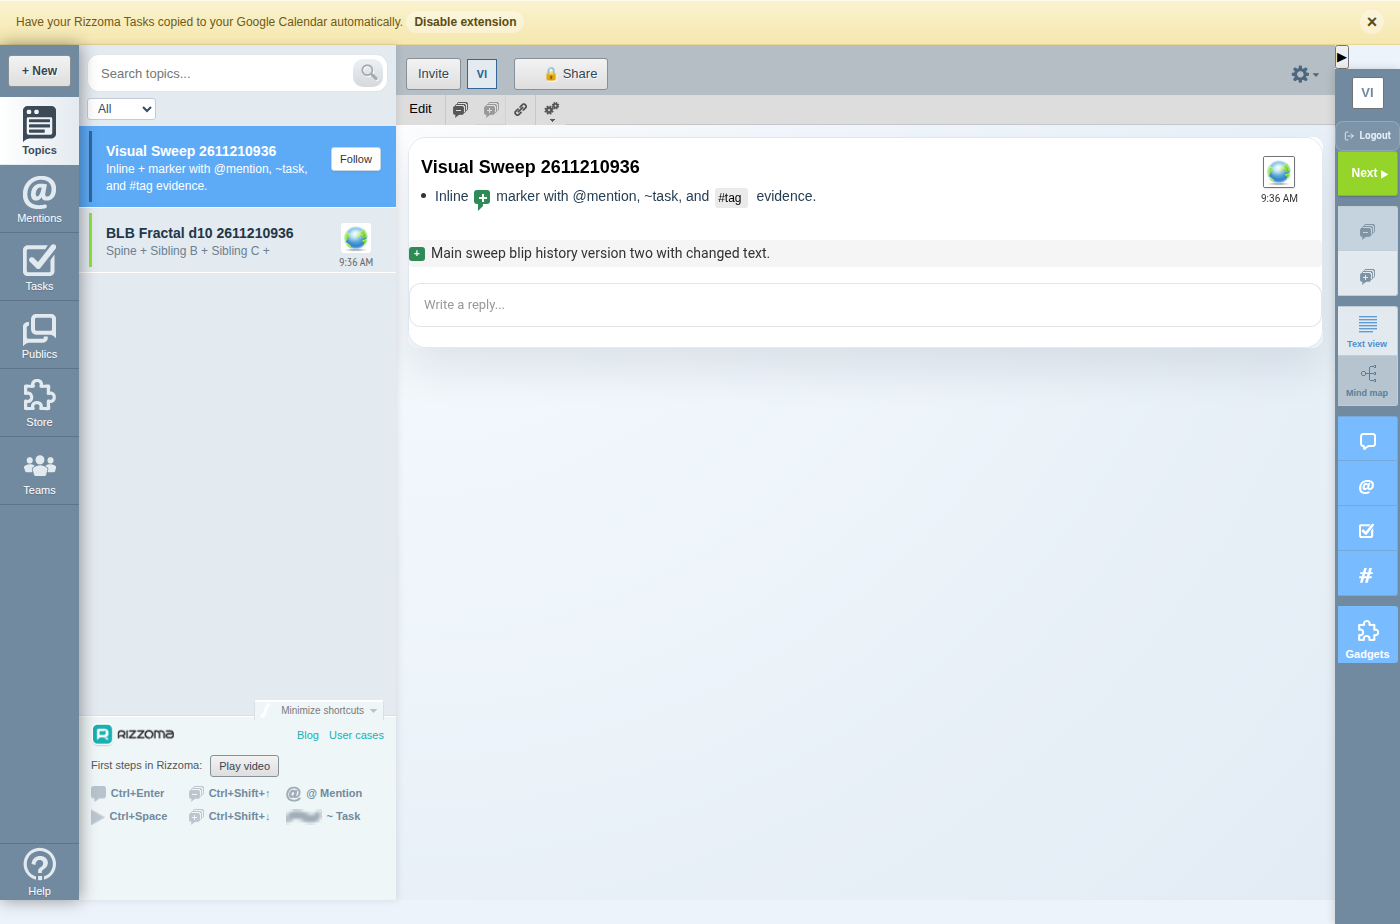 Have your Rizzoma Tasks copied to your Google Calendar automatically. Disable extension ×
+ New
Topics
Mentions
Tasks
Publics
Store
Teams
Help
Search topics...
All
Visual Sweep 2611210936
Inline + marker with @mention, ~task,
and #tag evidence.
Follow
BLB Fractal d10 2611210936
Spine + Sibling B + Sibling C +
9:36 AM
Minimize shortcuts
RIZZOMA
Blog User cases
First steps in Rizzoma: Play video
Ctrl+Enter Ctrl+Shift+↑ @ Mention
Ctrl+Space Ctrl+Shift+↓ ~ Task
Invite VI Share
Edit
Visual Sweep 2611210936
Inline + marker with @mention, ~task, and #tag evidence.
9:36 AM
+ Main sweep blip history version two with changed text.
Write a reply...
VI
Logout
Next
Text view
Mind map
@
#
Gadgets